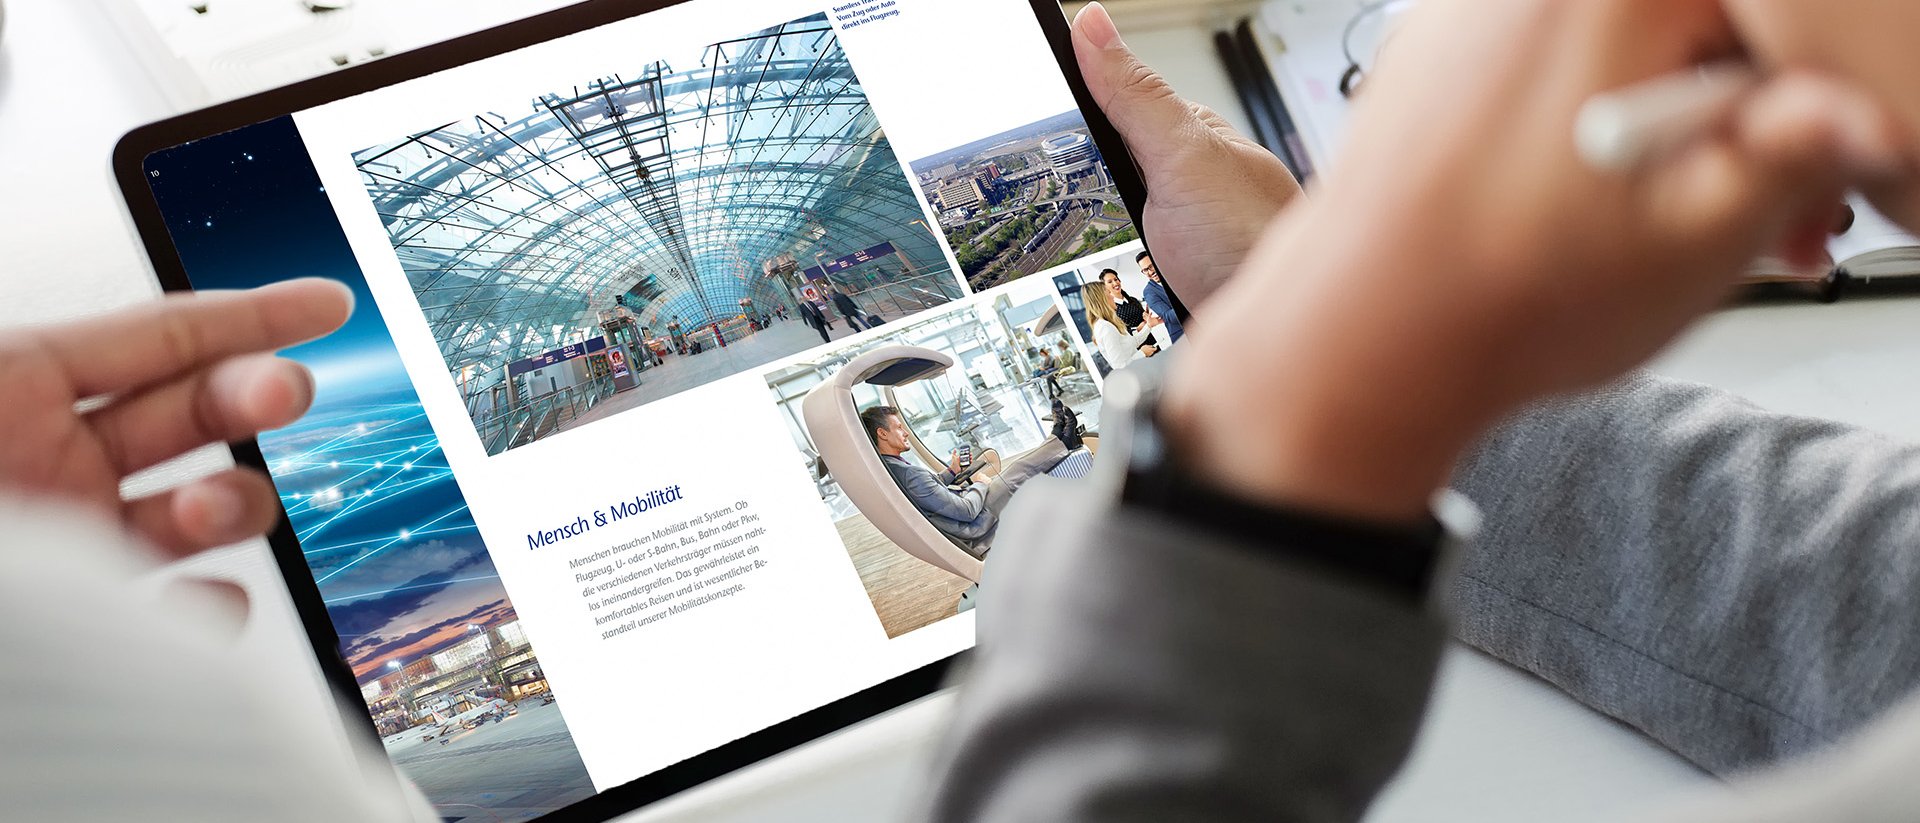 10
Seamless
Vom Zug oder Auto
direkt ins Flugzeug.
Mensch & Mobilität
Menschen brauchen Mobilität mit System. Ob
Flugzeug, U- oder S-Bahn, Bus, Bahn oder Pkw,
die verschiedenen Verkehrsträger müssen naht-
los ineinandergreifen. Das gewährleistet ein
komfortables Reisen und ist wesentlicher Be-
standteil unserer Mobilitätskonzepte.